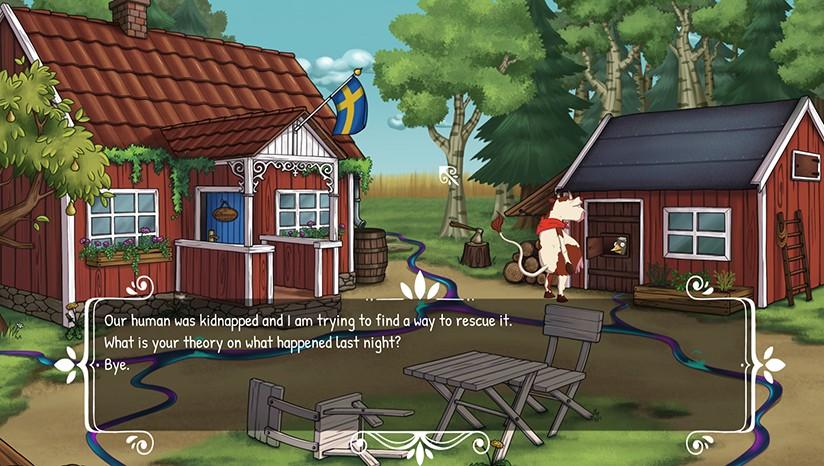 Our human was kidnapped and I am trying to find a way to rescue it.
What is your theory on what happened last night?
Bye.